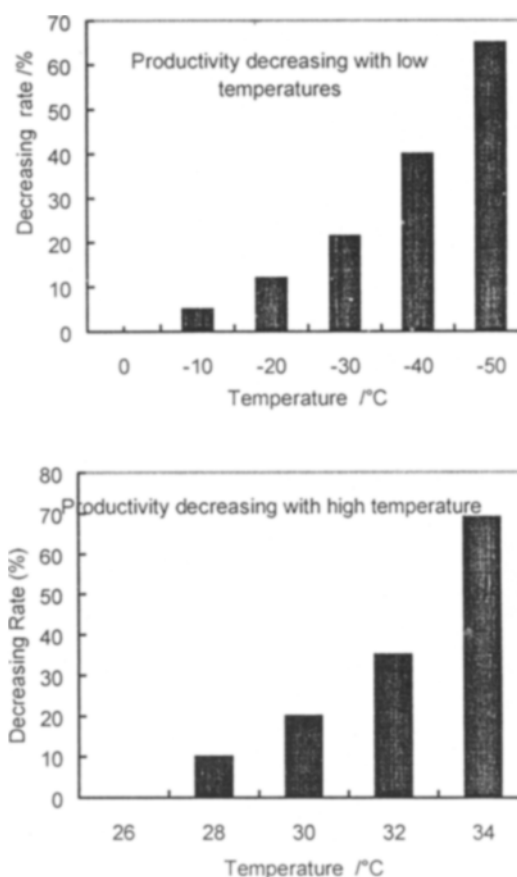 70
Productivity decreasing with low
temperatures
60
50
40
30
20
10
0
Decreasing rate /%
0 -10 -20 -30 -40 -50
Temperature /°C
80
Productivity decreasing with high temperature
70
60
50
40
30
20
10
0
Decreasing Rate (%)
26 28 30 32 34
Temperature /°C